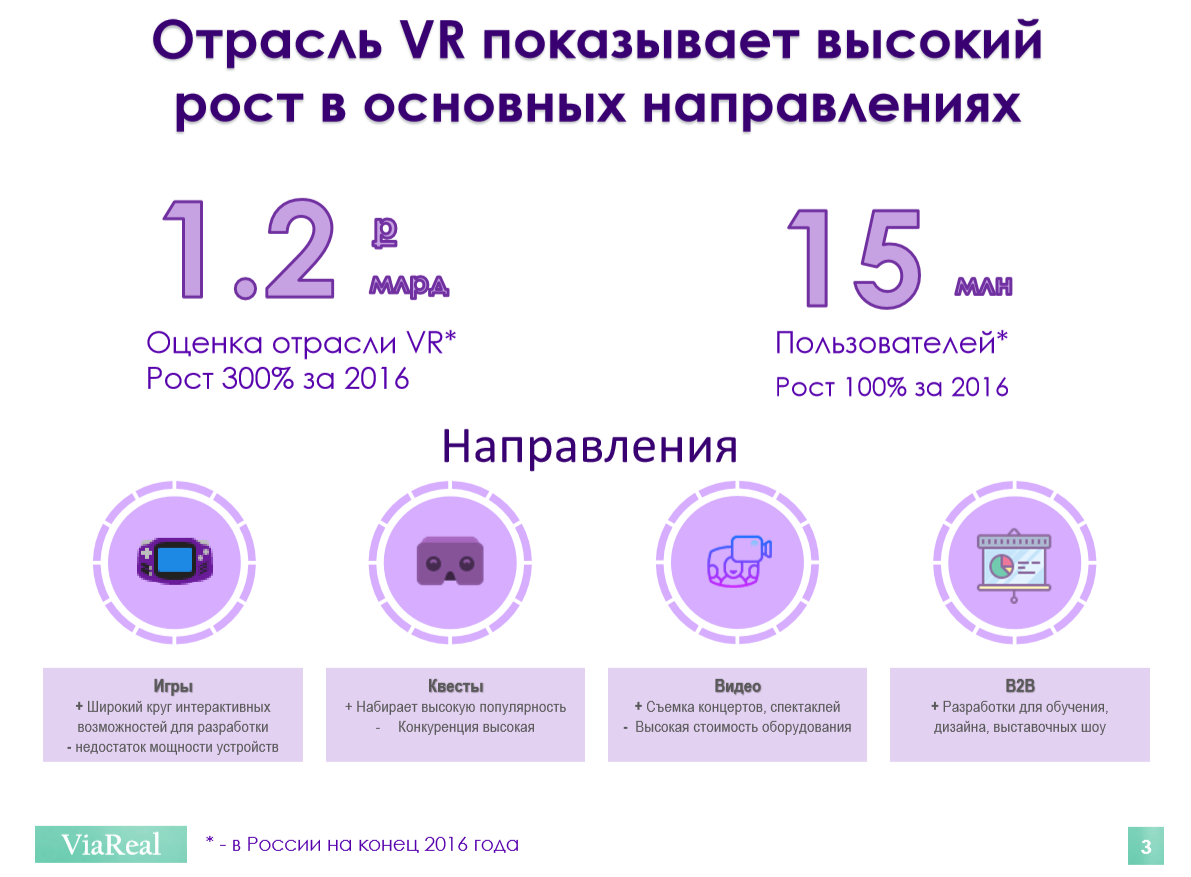 Отрасль VR показывает высокий
рост в основных направлениях
1.2 ₽ млрд
Оценка отрасли VR*
Рост 300% за 2016
15 млн
Пользователей*
Рост 100% за 2016
Направления
Игры
+ Широкий круг интерактивных
возможностей для разработки
- недостаток мощности устройств
Квесты
+ Набирает высокую популярность
- Конкуренция высокая
Видео
+ Съемка концертов, спектаклей
- Высокая стоимость оборудования
B2B
+ Разработки для обучения,
дизайна, выставочных шоу
ViaReal
* - в России на конец 2016 года
3